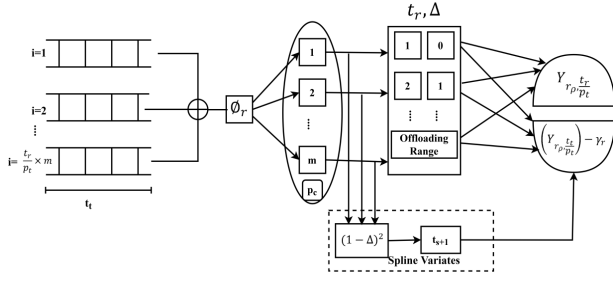 t_r, Δ
i=1
i=2
⋮
i= t_r/p_t × m
t_t
∅_r
1
2
⋮
m
p_c
1 0
2 1
⋮ ⋮
Offloading
Range
Y_{r_ρ, t_r/p_t}
(Y_{r_ρ, t_t/p_t}) − γ_r
(1 − Δ)²
t_{s+1}
Spline Variates